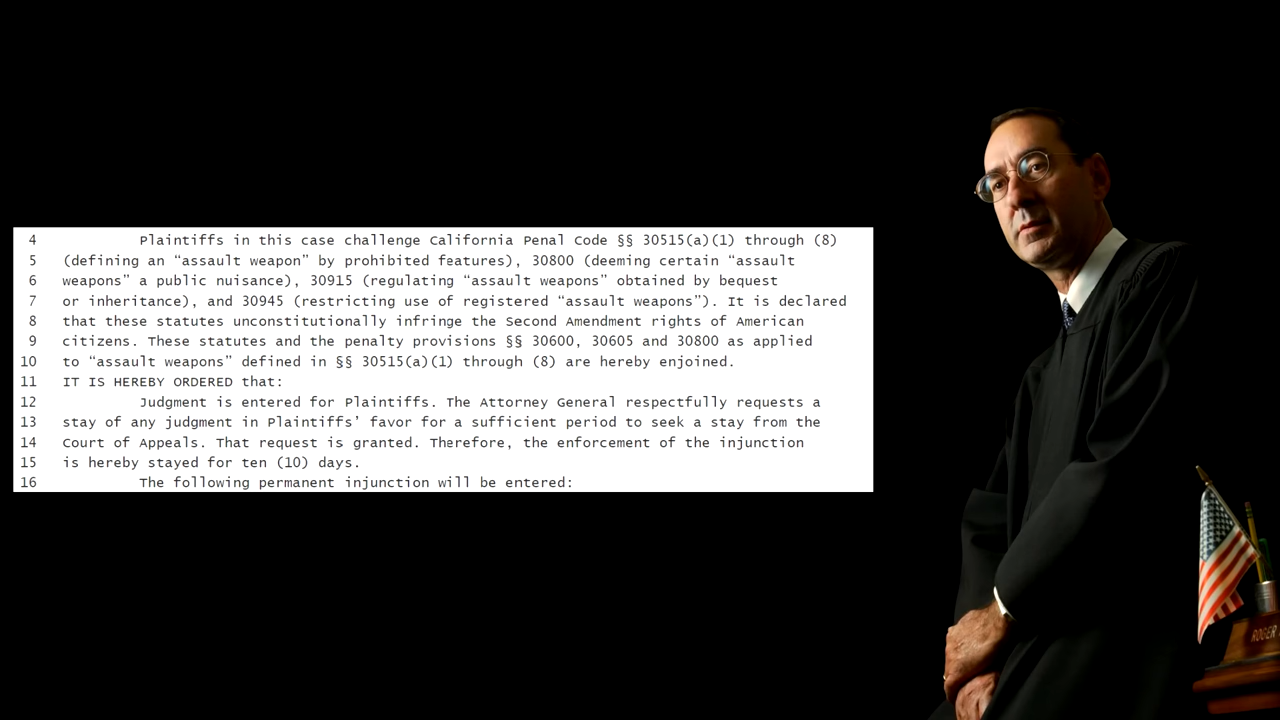 4 Plaintiffs in this case challenge California Penal Code §§ 30515(a)(1) through (8)
5 (defining an “assault weapon” by prohibited features), 30800 (deeming certain “assault
6 weapons” a public nuisance), 30915 (regulating “assault weapons” obtained by bequest
7 or inheritance), and 30945 (restricting use of registered “assault weapons”). It is declared
8 that these statutes unconstitutionally infringe the Second Amendment rights of American
9 citizens. These statutes and the penalty provisions §§ 30600, 30605 and 30800 as applied
10 to “assault weapons” defined in §§ 30515(a)(1) through (8) are hereby enjoined.
11 IT IS HEREBY ORDERED that:
12 Judgment is entered for Plaintiffs. The Attorney General respectfully requests a
13 stay of any judgment in Plaintiffs’ favor for a sufficient period to seek a stay from the
14 Court of Appeals. That request is granted. Therefore, the enforcement of the injunction
15 is hereby stayed for ten (10) days.
16 The following permanent injunction will be entered:
ROGER